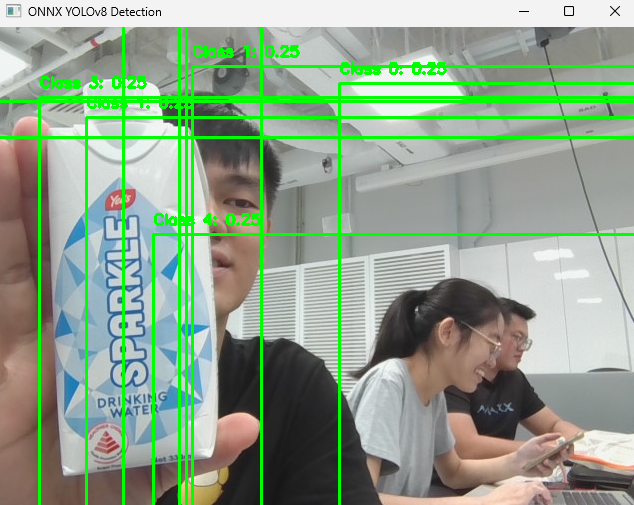 ONNX YOLOv8 Detection
Class 1: 0.25
Class 0: 0.25
Class 3: 0.25
Class 4: 0.25
Yeo's
SPARKLE
DRINKING
WATER